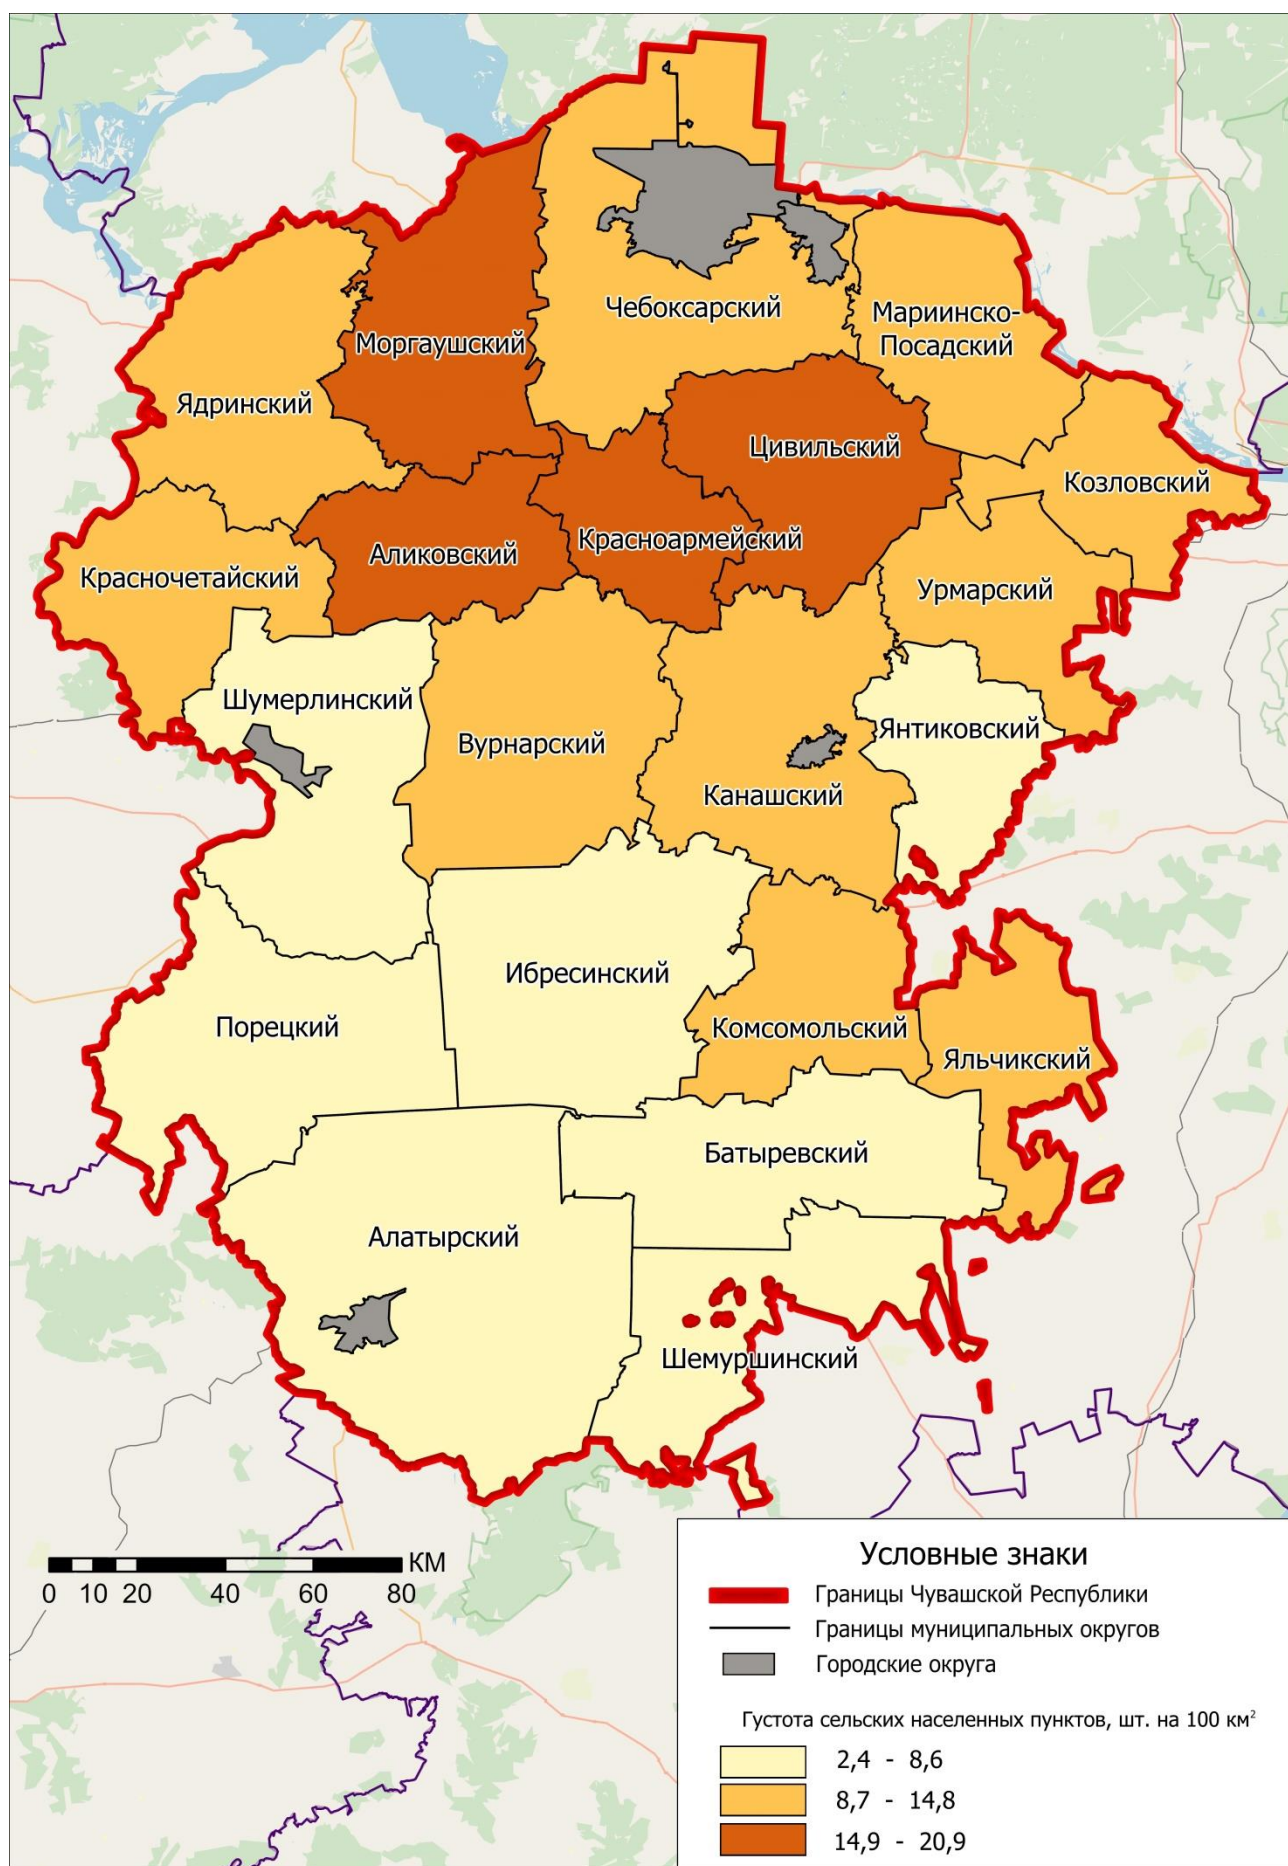 Чебоксарский
Мариинско-
Посадский
Моргаушский
Ядринский
Цивильский
Козловский
Красноармейский
Аликовский
Красночетайский
Урмарский
Шумерлинский
Янтиковский
Вурнарский
Канашский
Ибресинский
Порецкий
Комсомольский
Яльчикский
Батыревский
Алатырский
Шемуршинский
КМ
0 10 20 40 60 80
Условные знаки
Границы Чувашской Республики
Границы муниципальных округов
Городские округа
Густота сельских населенных пунктов, шт. на 100 км²
2,4 - 8,6
8,7 - 14,8
14,9 - 20,9